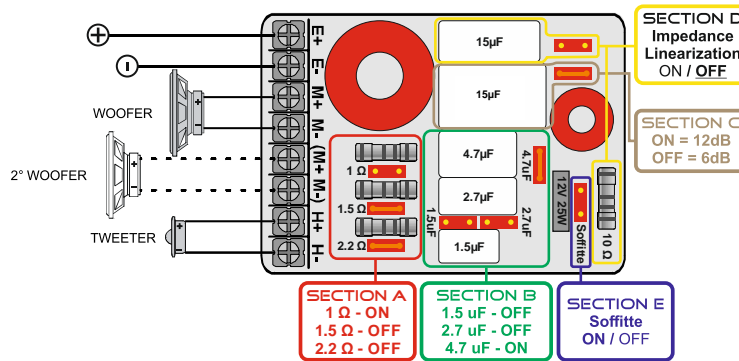 E+
E-
M+
M-
(M+
M-)
H+
H-
WOOFER
2° WOOFER
TWEETER
15µF
15µF
4.7µF
2.7µF
1.5µF
4.7uF
1.5uF
2.7uF
1 Ω
1.5 Ω
2.2 Ω
12V 25W
Soffitte
10 Ω
SECTION D
Impedance
Linearization
ON / OFF
SECTION C
ON = 12dB
OFF = 6dB
SECTION A
1 Ω - ON
1.5 Ω - OFF
2.2 Ω - OFF
SECTION B
1.5 uF - OFF
2.7 uF - OFF
4.7 uF - ON
SECTION E
Soffitte
ON / OFF